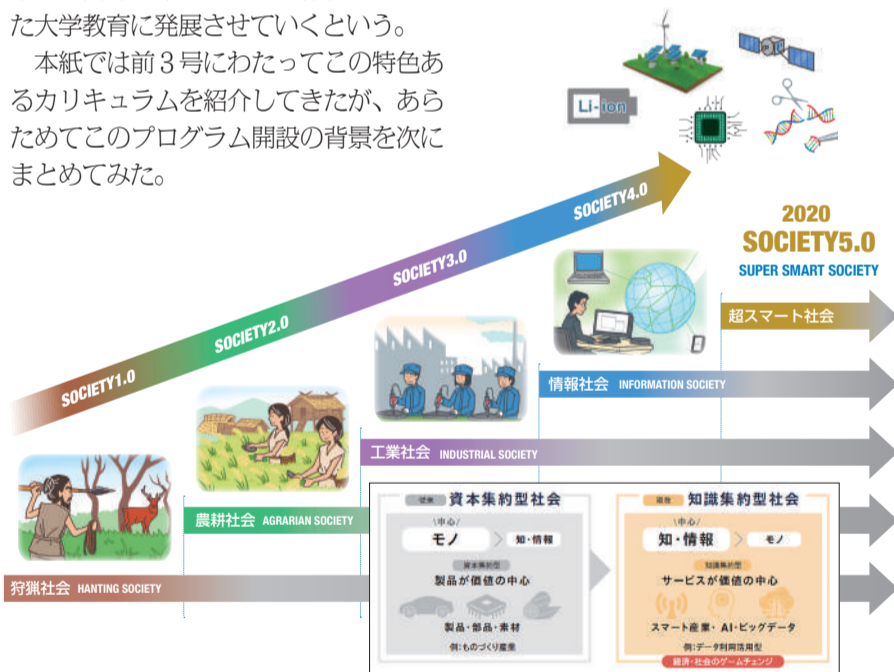 た大学教育に発展させていくという。
　本紙では前３号にわたってこの特色あ
るカリキュラムを紹介してきたが、あら
ためてこのプログラム開設の背景を次に
まとめてみた。
Li-ion
SOCIETY1.0
SOCIETY2.0
SOCIETY3.0
SOCIETY4.0
2020
SOCIETY5.0
SUPER SMART SOCIETY
超スマート社会
情報社会 INFORMATION SOCIETY
工業社会 INDUSTRIAL SOCIETY
農耕社会 AGRARIAN SOCIETY
狩猟社会 HANTING SOCIETY
従来 資本集約型社会
\中心/
モノ > 知・情報
資本集約型
製品が価値の中心
製品・部品・素材
例:ものづくり産業
知識集約型社会
\中心/
知・情報 > モノ
知識集約型
サービスが価値の中心
スマート産業・AI・ビッグデータ
例:データ利用活用型
経済・社会のゲームチェンジ